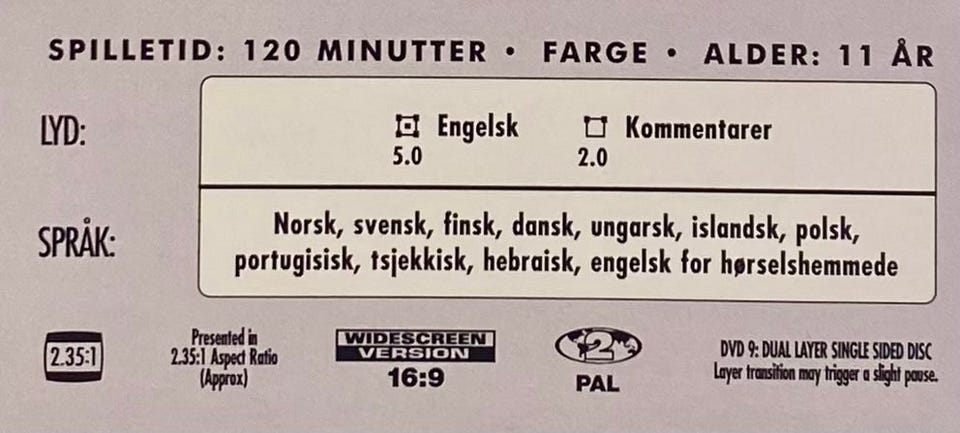 SPILLETID: 120 MINUTTER • FARGE • ALDER: 11 ÅR
LYD:
Engelsk
5.0
Kommentarer
2.0
SPRÅK:
Norsk, svensk, finsk, dansk, ungarsk, islandsk, polsk,
portugisisk, tsjekkisk, hebraisk, engelsk for hørselshemmede
2.35:1
Presented in
2.35:1 Aspect Ratio
(Approx)
WIDESCREEN
VERSION
16:9
2
PAL
DVD 9: DUAL LAYER SINGLE SIDED DISC
Layer transition may trigger a slight pause.